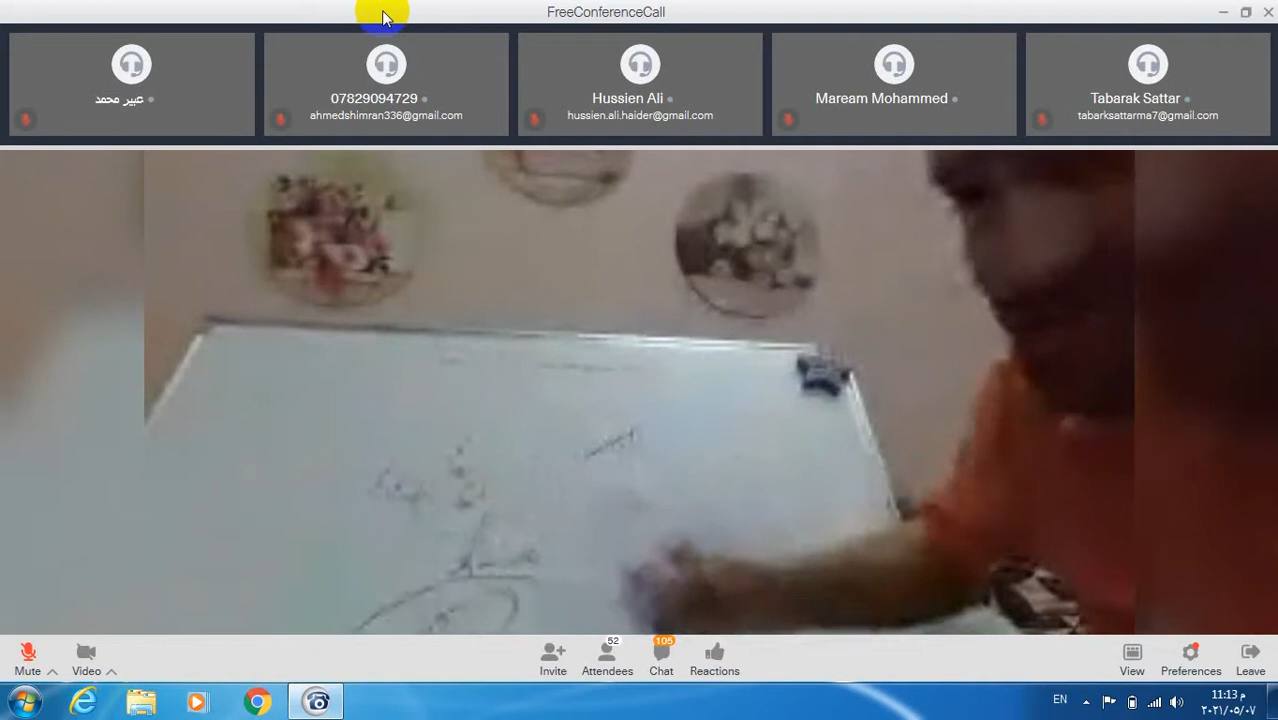 FreeConferenceCall
عبير محمد
07829094729
ahmedshimran336@gmail.com
Hussien Ali
hussien.ali.haider@gmail.com
Maream Mohammed
Tabarak Sattar
tabarksattarma7@gmail.com
52
105
Mute
Video
Invite
Attendees
Chat
Reactions
View
Preferences
Leave
EN
11:13 م
٢٠٢١/٠٥/٠٧